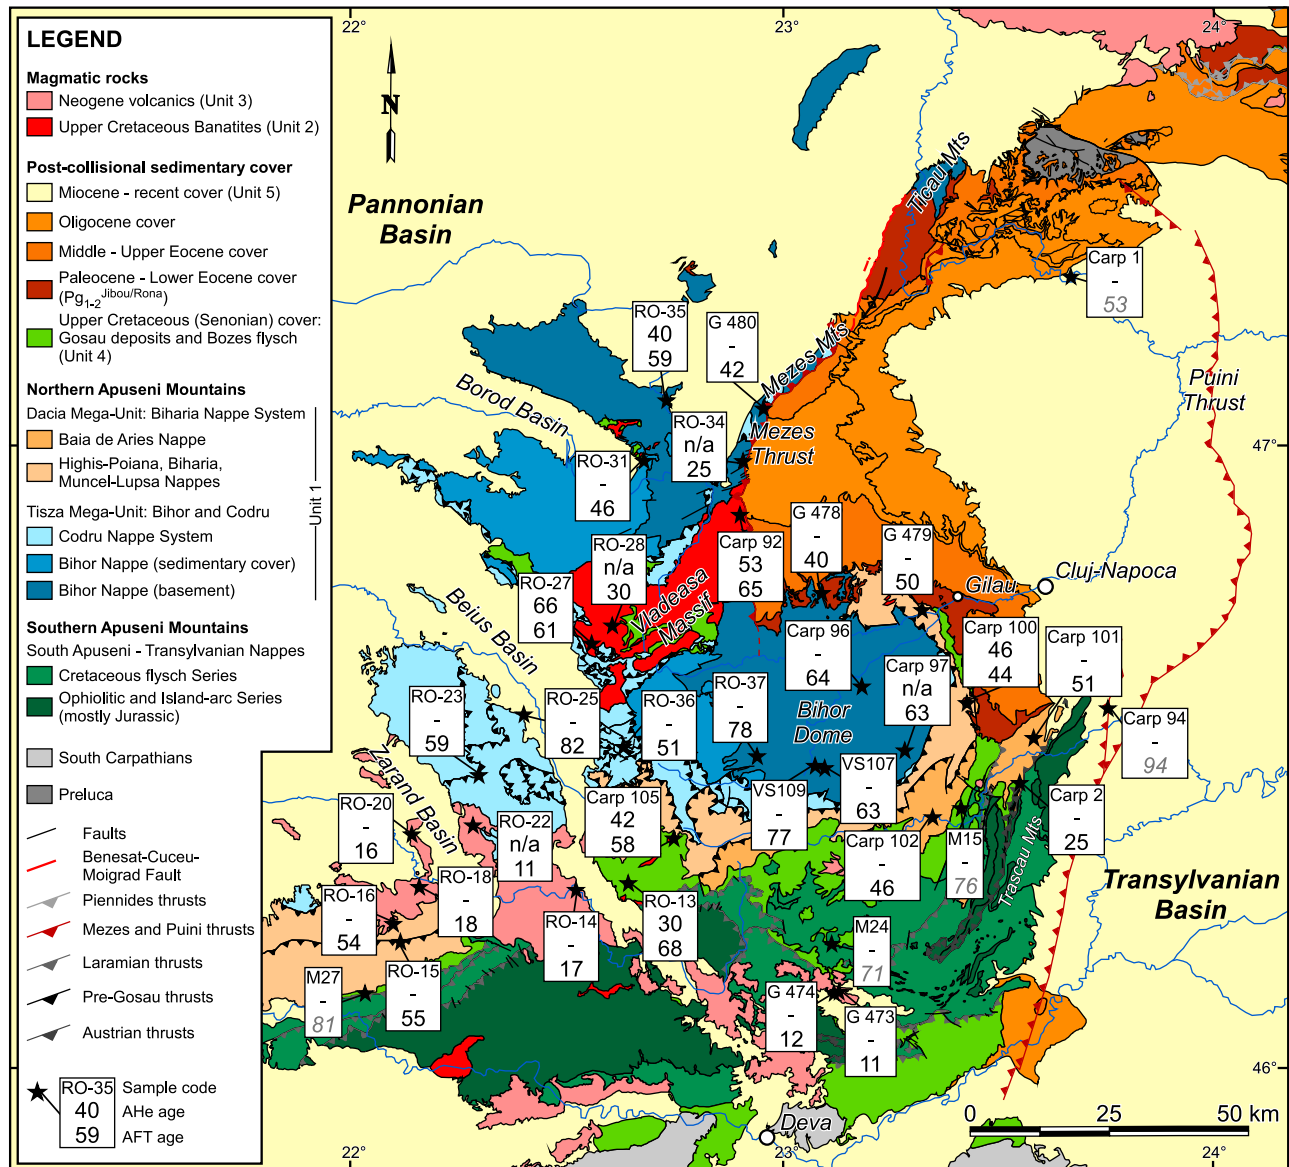 22°
23°
24°
LEGEND
Magmatic rocks
Neogene volcanics (Unit 3)
Upper Cretaceous Banatites (Unit 2)
Post-collisional sedimentary cover
Miocene - recent cover (Unit 5)
Oligocene cover
Middle - Upper Eocene cover
Paleocene - Lower Eocene cover
(Pg1-2 Jibou/Rona)
Upper Cretaceous (Senonian) cover:
Gosau deposits and Bozes flysch
(Unit 4)
Northern Apuseni Mountains
Dacia Mega-Unit: Biharia Nappe System
Baia de Aries Nappe
Highis-Poiana, Biharia,
Muncel-Lupsa Nappes
Tisza Mega-Unit: Bihor and Codru
Codru Nappe System
Bihor Nappe (sedimentary cover)
Bihor Nappe (basement)
Unit 1
Southern Apuseni Mountains
South Apuseni - Transylvanian Nappes
Cretaceous flysch Series
Ophiolitic and Island-arc Series
(mostly Jurassic)
South Carpathians
Preluca
Faults
Benesat-Cuceu-
Moigrad Fault
Piennides thrusts
Mezes and Puini thrusts
Laramian thrusts
Pre-Gosau thrusts
Austrian thrusts
RO-35
40
59
Sample code
AHe age
AFT age
N
Pannonian
Basin
Ticau Mts
Carp 1
-
53
RO-35
40
59
G 480
-
42
Mezes Mts
Puini
Thrust
Borod Basin
RO-34
n/a
25
Mezes
Thrust
47°
RO-31
-
46
RO-28
n/a
30
Carp 92
53
65
G 478
-
40
G 479
-
50
Gilau
Cluj-Napoca
RO-27
66
61
Vladeasa
Massif
Beius Basin
Carp 96
-
64
Carp 97
n/a
63
Carp 100
46
44
Carp 101
-
51
RO-23
-
59
RO-25
-
82
RO-36
-
51
RO-37
-
78
Bihor
Dome
Carp 94
-
94
Zarand Basin
RO-20
-
16
RO-22
n/a
11
Carp 105
42
58
VS109
-
77
VS107
-
63
Carp 102
-
46
M15
-
76
Carp 2
-
25
Trascau Mts
Transylvanian
Basin
RO-16
-
54
RO-18
-
18
RO-14
-
17
RO-13
30
68
M24
-
71
M27
-
81
RO-15
-
55
G 474
-
12
G 473
-
11
46°
Deva
0
25
50 km
22°
23°
24°